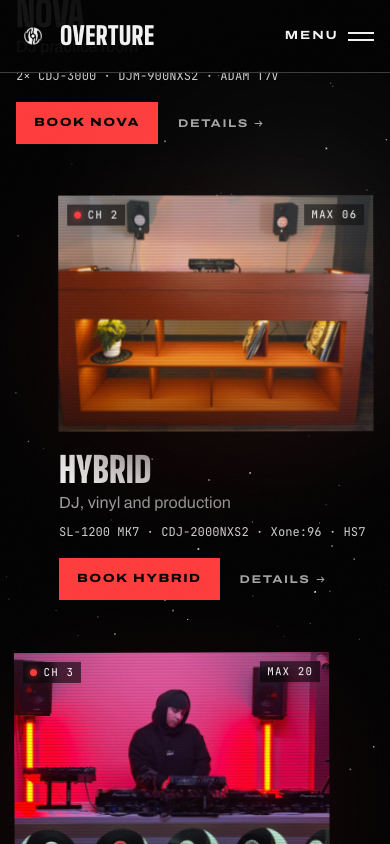 NOVA
OVERTURE
MENU
2× CDJ-3000 · DJM-900NXS2 · ADAM T7V
BOOK NOVA
DETAILS →
CH 2
MAX 06
HYBRID
DJ, vinyl and production
SL-1200 MK7 · CDJ-2000NXS2 · Xone:96 · HS7
BOOK HYBRID
DETAILS →
CH 3
MAX 20